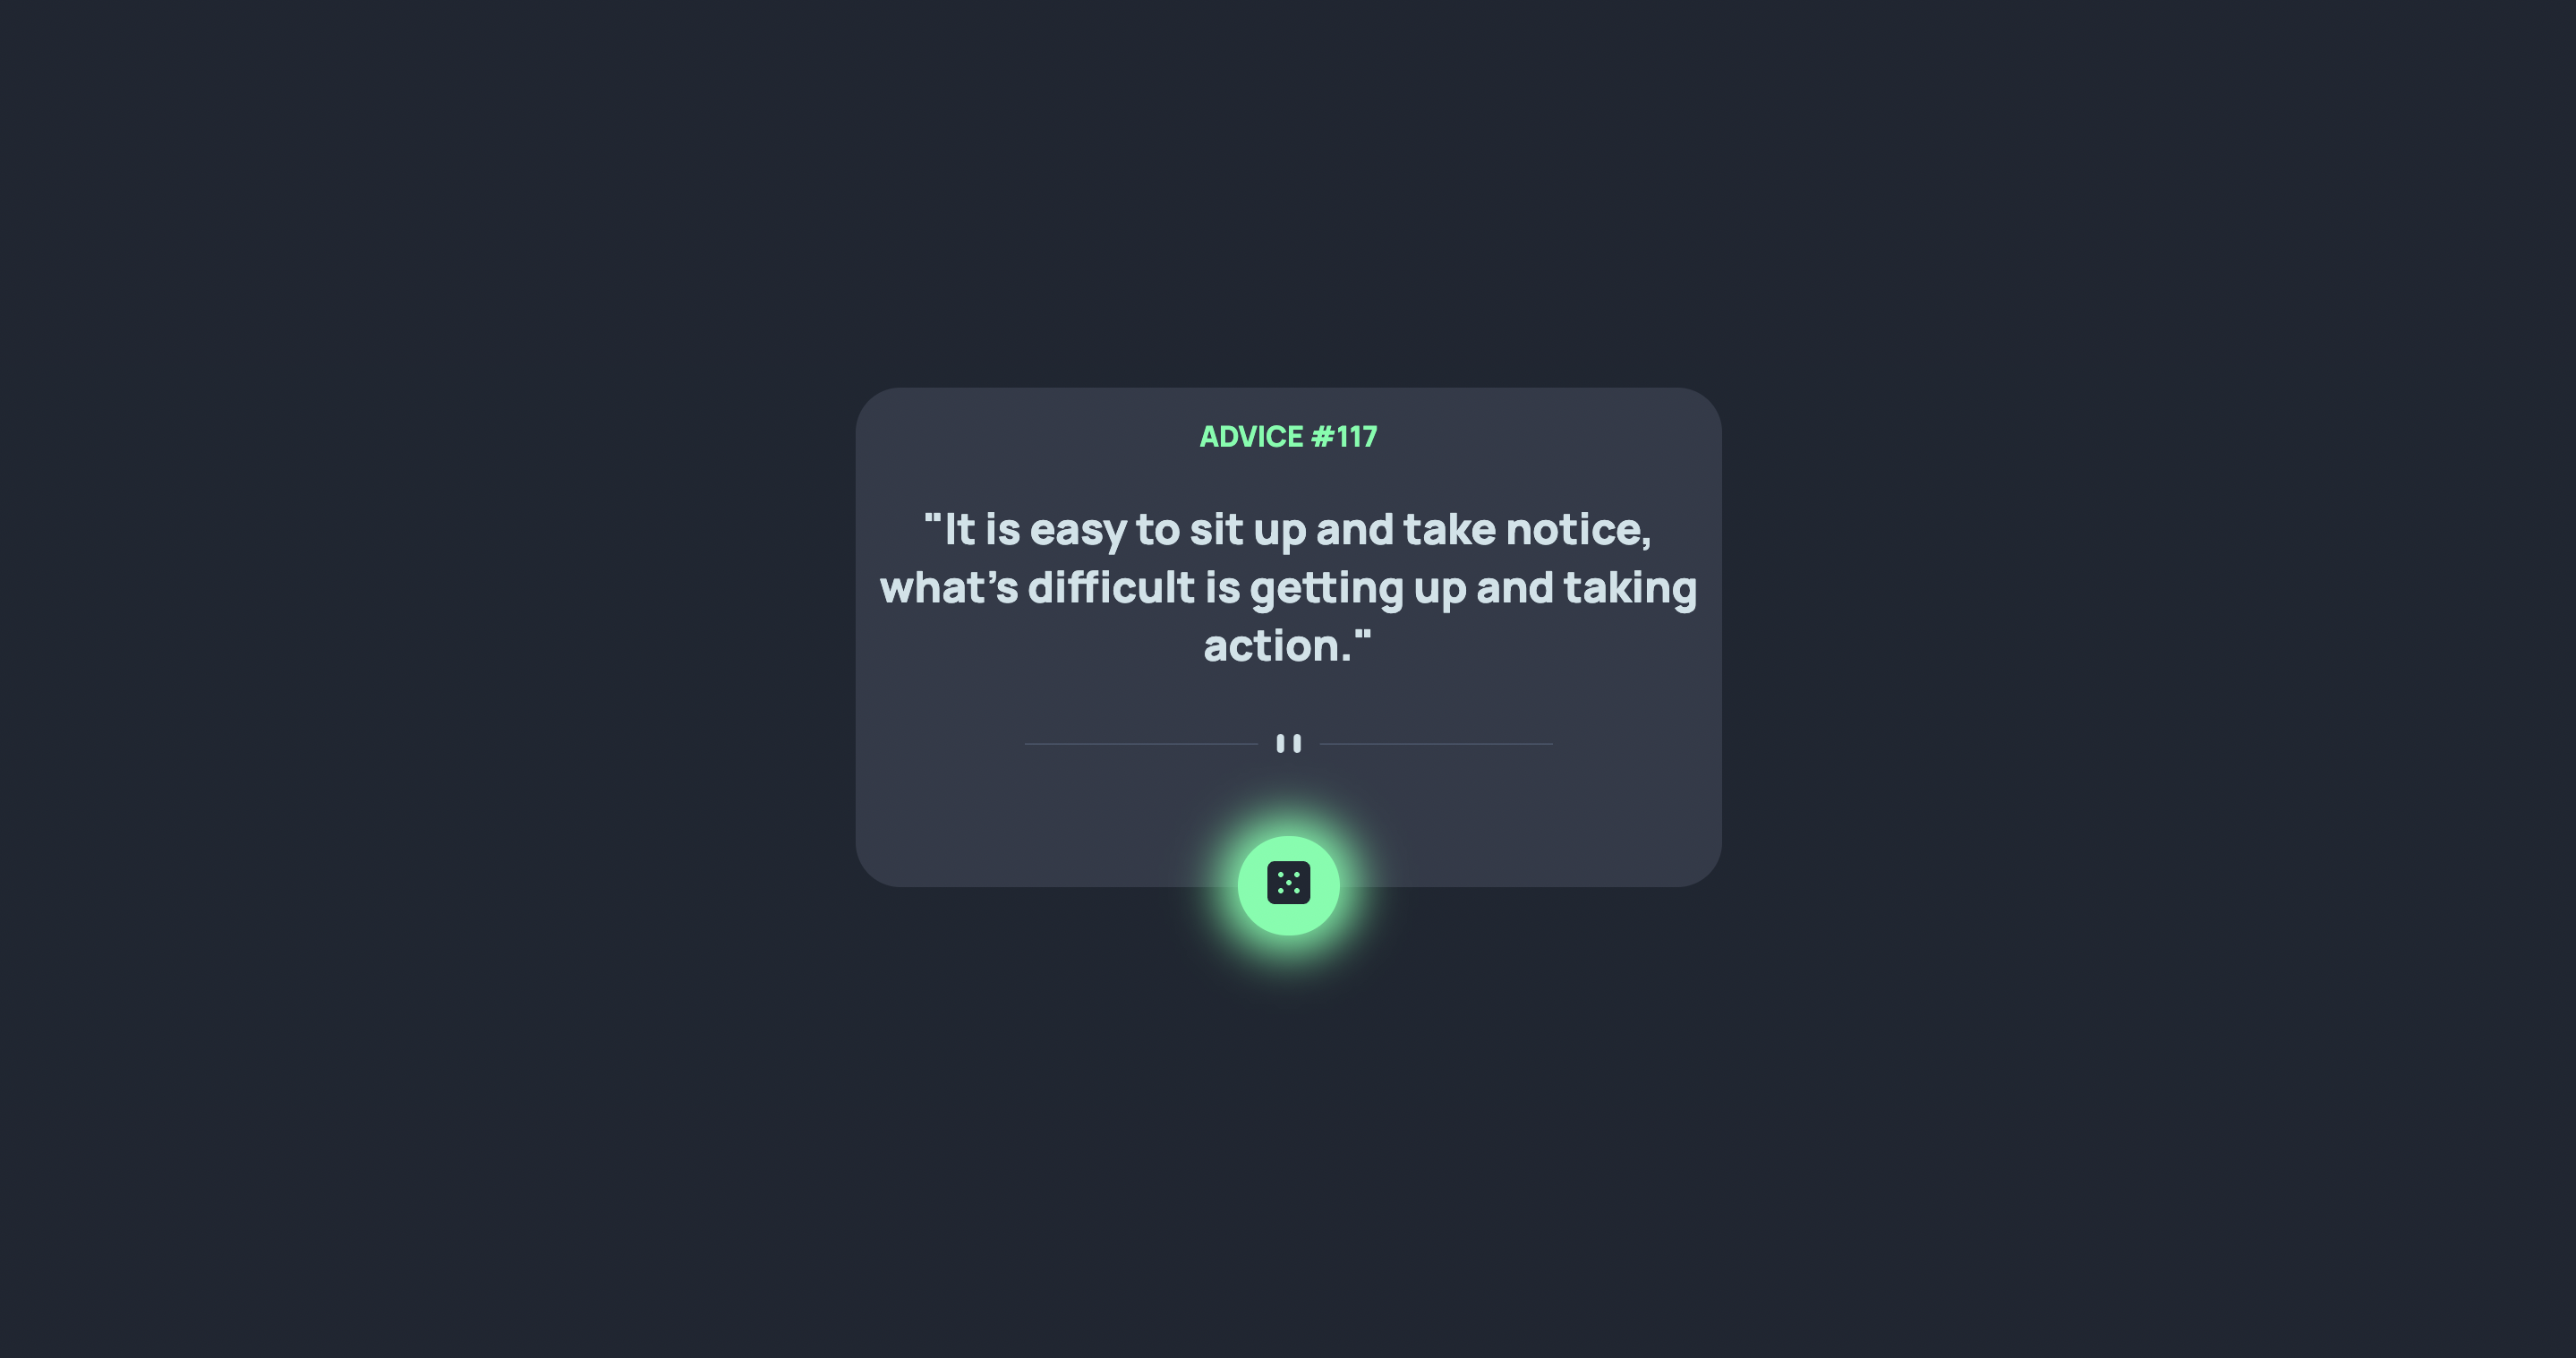 ADVICE #117
"It is easy to sit up and take notice,
what's difficult is getting up and taking
action."